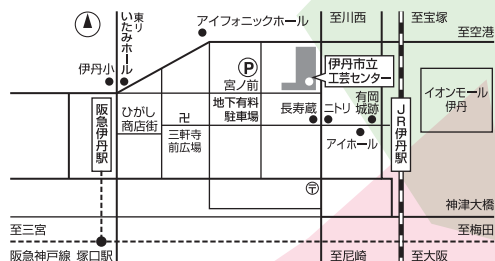 東リ
いたみホール
アイフォニックホール
至川西
至宝塚
至空港
伊丹小
P
宮ノ前
地下有料
駐車場
伊丹市立
工芸センター
阪急伊丹駅
ひがし
商店街
卍
三軒寺
前広場
長寿蔵
ニトリ
有岡
城跡
アイホール
JR伊丹駅
イオンモール
伊丹
〒
神津大橋
至三宮
至梅田
阪急神戸線 塚口駅
至尼崎
至大阪